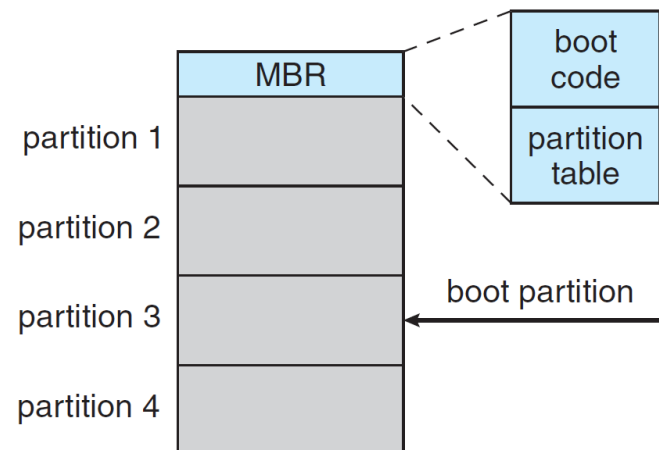 MBR
boot
code
partition
table
partition 1
partition 2
boot partition
partition 3
partition 4